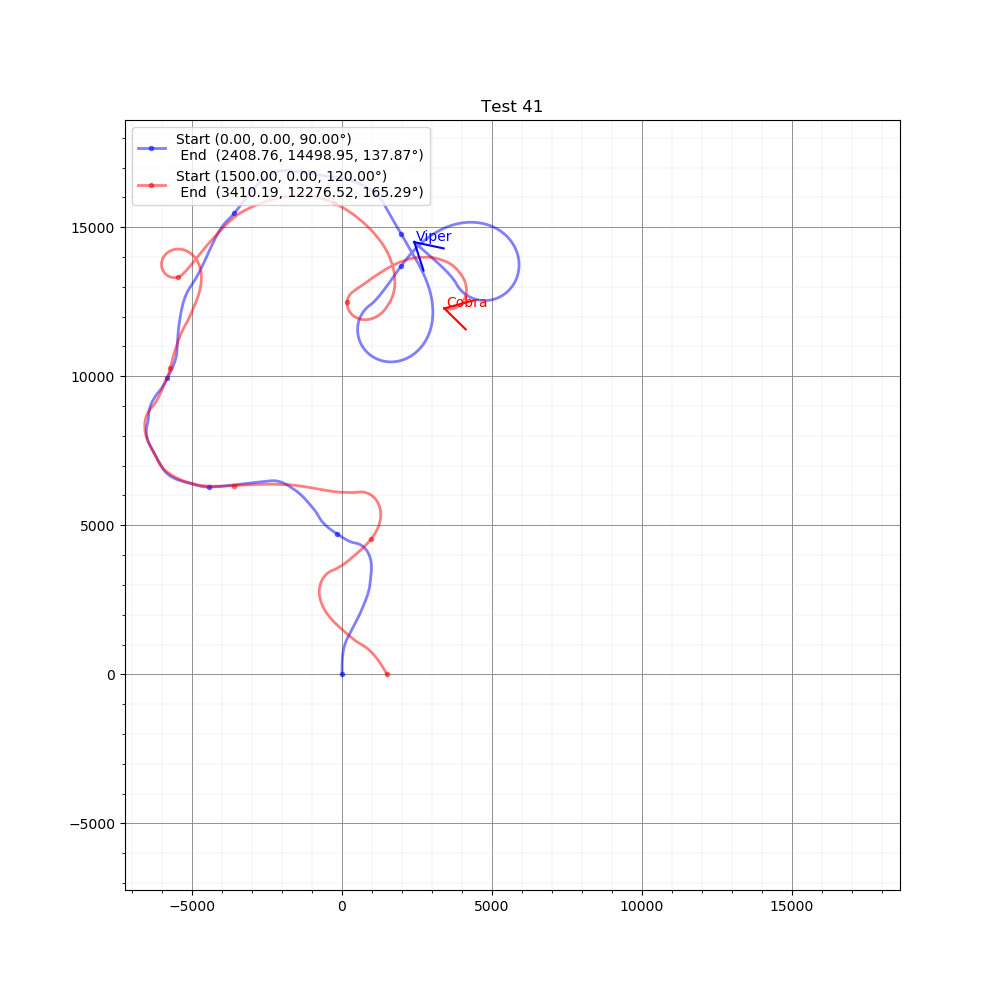 Test 41
Start (0.00, 0.00, 90.00°)
End  (2408.76, 14498.95, 137.87°)
Start (1500.00, 0.00, 120.00°)
End  (3410.19, 12276.52, 165.29°)
15000
Viper
Cobra
10000
5000
0
−5000
−5000
0
5000
10000
15000